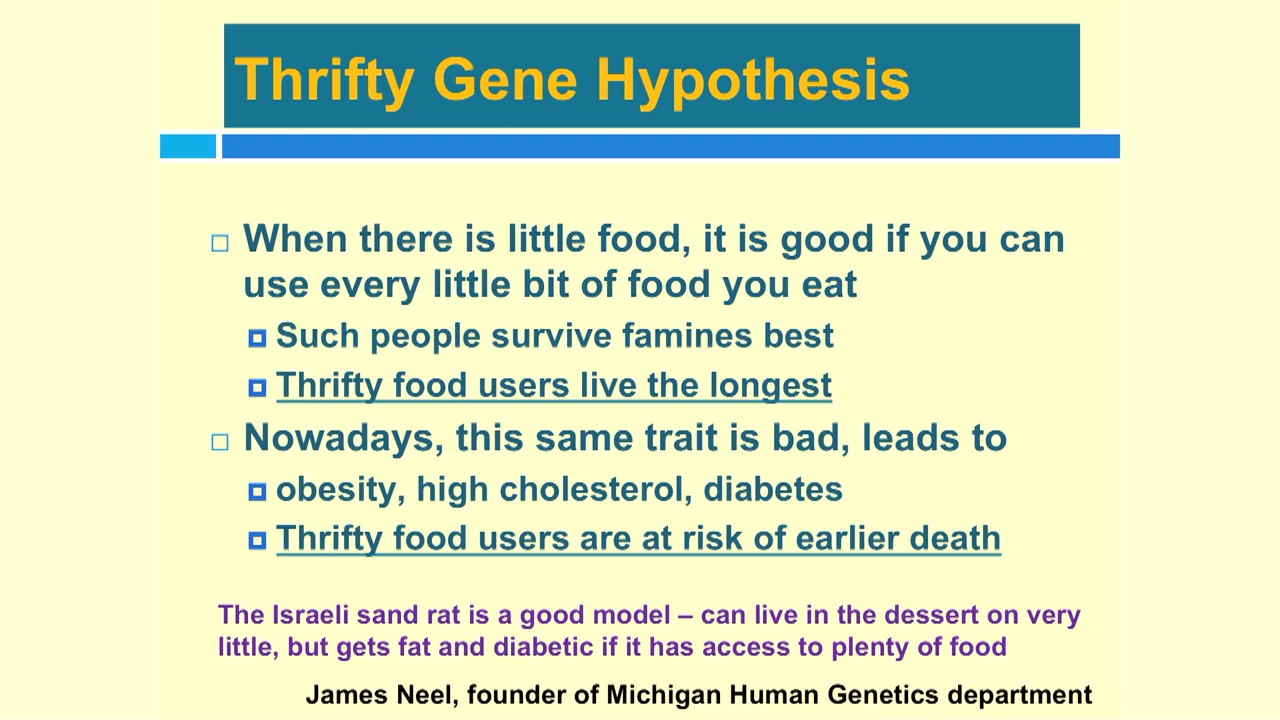 Thrifty Gene Hypothesis
When there is little food, it is good if you can
use every little bit of food you eat
Such people survive famines best
Thrifty food users live the longest
Nowadays, this same trait is bad, leads to
obesity, high cholesterol, diabetes
Thrifty food users are at risk of earlier death
The Israeli sand rat is a good model – can live in the dessert on very
little, but gets fat and diabetic if it has access to plenty of food
James Neel, founder of Michigan Human Genetics department